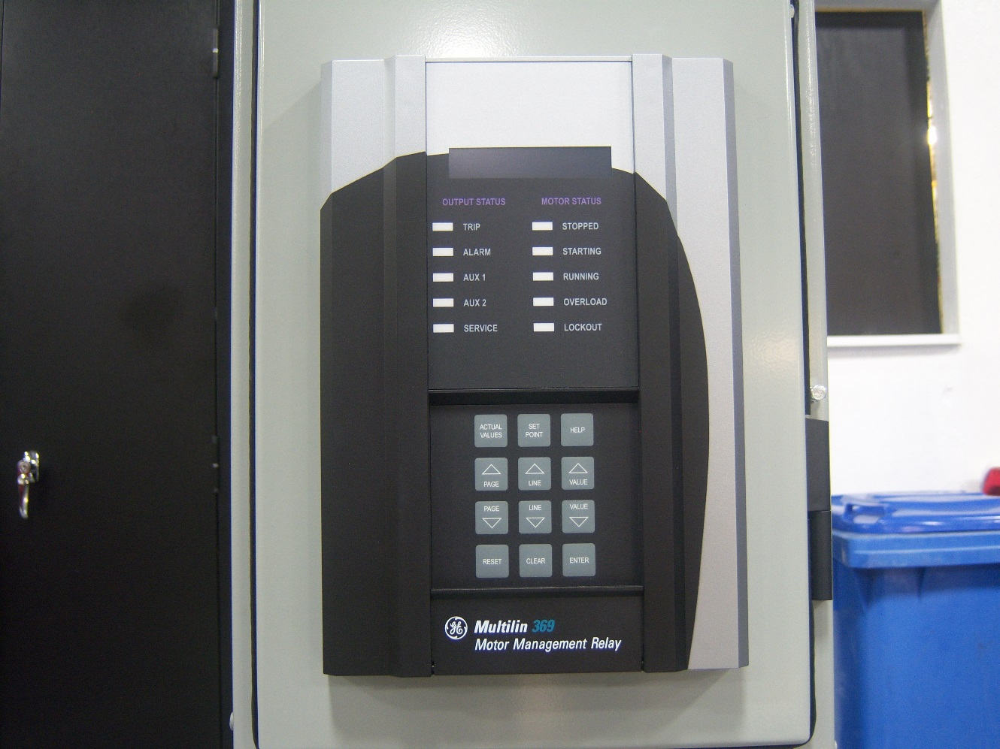 OUTPUT STATUS MOTOR STATUS
TRIP STOPPED
ALARM STARTING
AUX 1 RUNNING
AUX 2 OVERLOAD
SERVICE LOCKOUT
ACTUAL VALUES
SET POINT
HELP
PAGE LINE VALUE
PAGE LINE VALUE
RESET CLEAR ENTER
GE Multilin 369
Motor Management Relay